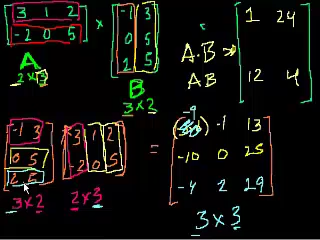 [3 1 2] × [-1 3] [1 24]
[-2 0 5] [0 5] A.B → 
A [2 5] AB [12 4]
2×3 B
3×2
-9
[-1 3] [3 1 2] = [-1 13]
[0 5] [-2 0 5] [-10 0 25]
[2 5] [-4 2 29]
3×2 2×3 3×3